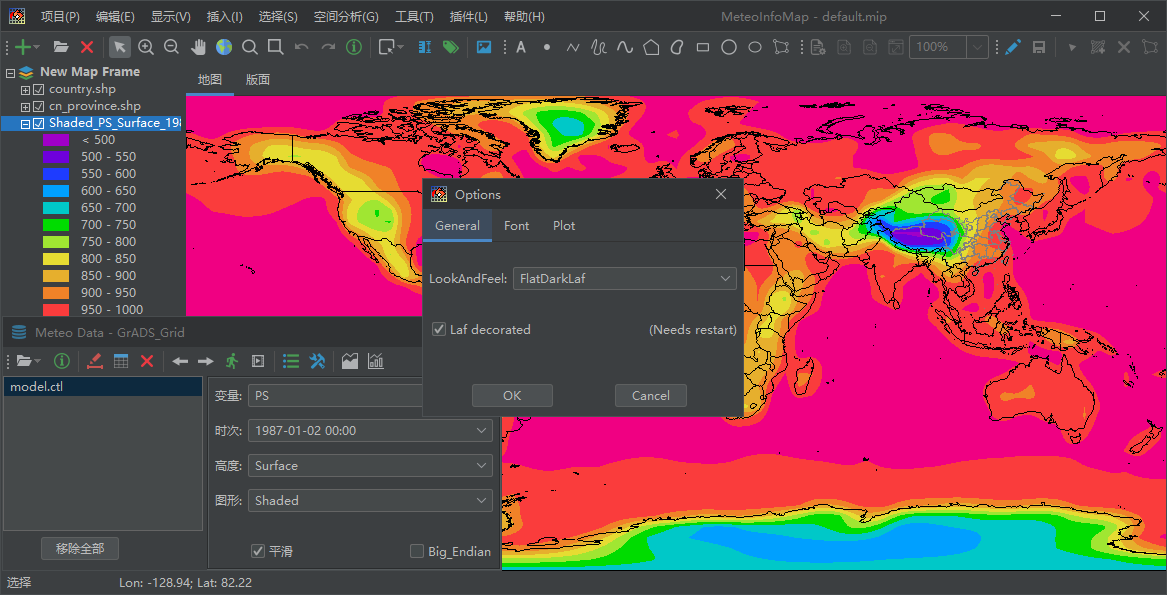 项目(P) 编辑(E) 显示(V) 插入(I) 选择(S) 空间分析(G) 工具(T) 插件(L) 帮助(H) MeteoInfoMap - default.mip
A 100%
New Map Frame 地图 版面
country.shp
cn_province.shp
Shaded_PS_Surface_198
< 500
500 - 550
550 - 600
600 - 650
650 - 700
700 - 750
750 - 800
800 - 850
850 - 900
900 - 950
950 - 1000
Options
General Font Plot
LookAndFeel: FlatDarkLaf
Laf decorated (Needs restart)
OK Cancel
Meteo Data - GrADS_Grid
model.ctl
变量: PS
时次: 1987-01-02 00:00
高度: Surface
图形: Shaded
移除全部 平滑 Big_Endian
选择 Lon: -128.94; Lat: 82.22